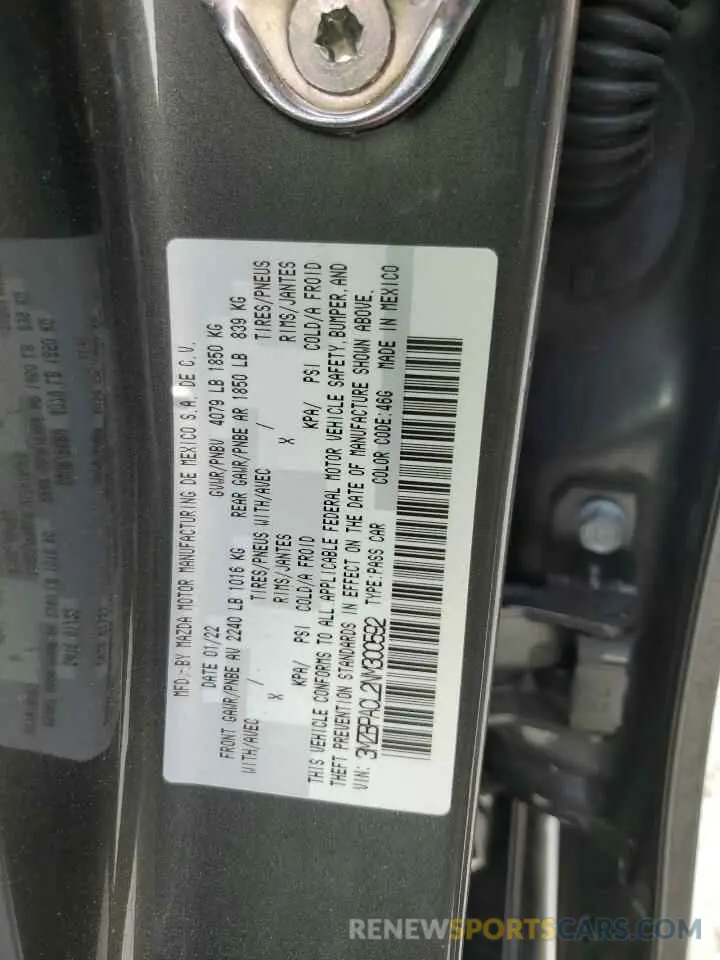 MFD.BY MAZDA MOTOR MANUFACTURING DE MEXICO S.A. DE C.V.
DATE 01/22 GVWR/PNBV 4079 LB 1850 KG
FRONT GAWR/PNBE AV 2240 LB 1016 KG REAR GAWR/PNBE AR 1850 LB 839 KG
WITH/AVEC TIRES/PNEUS WITH/AVEC / TIRES/PNEUS
X RIMS/JANTES X RIMS/JANTES
KPA/ PSI COLD/A FROID KPA/ PSI COLD/A FROID
THIS VEHICLE CONFORMS TO ALL APPLICABLE FEDERAL MOTOR VEHICLE SAFETY, BUMPER, AND
THEFT PREVENTION STANDARDS IN EFFECT ON THE DATE OF MANUFACTURE SHOWN ABOVE.
VIN: 3MZBPACL2NM300592 TYPE:PASS CAR COLOR CODE:46G MADE IN MEXICO
RENEWSPORTSCARS.COM